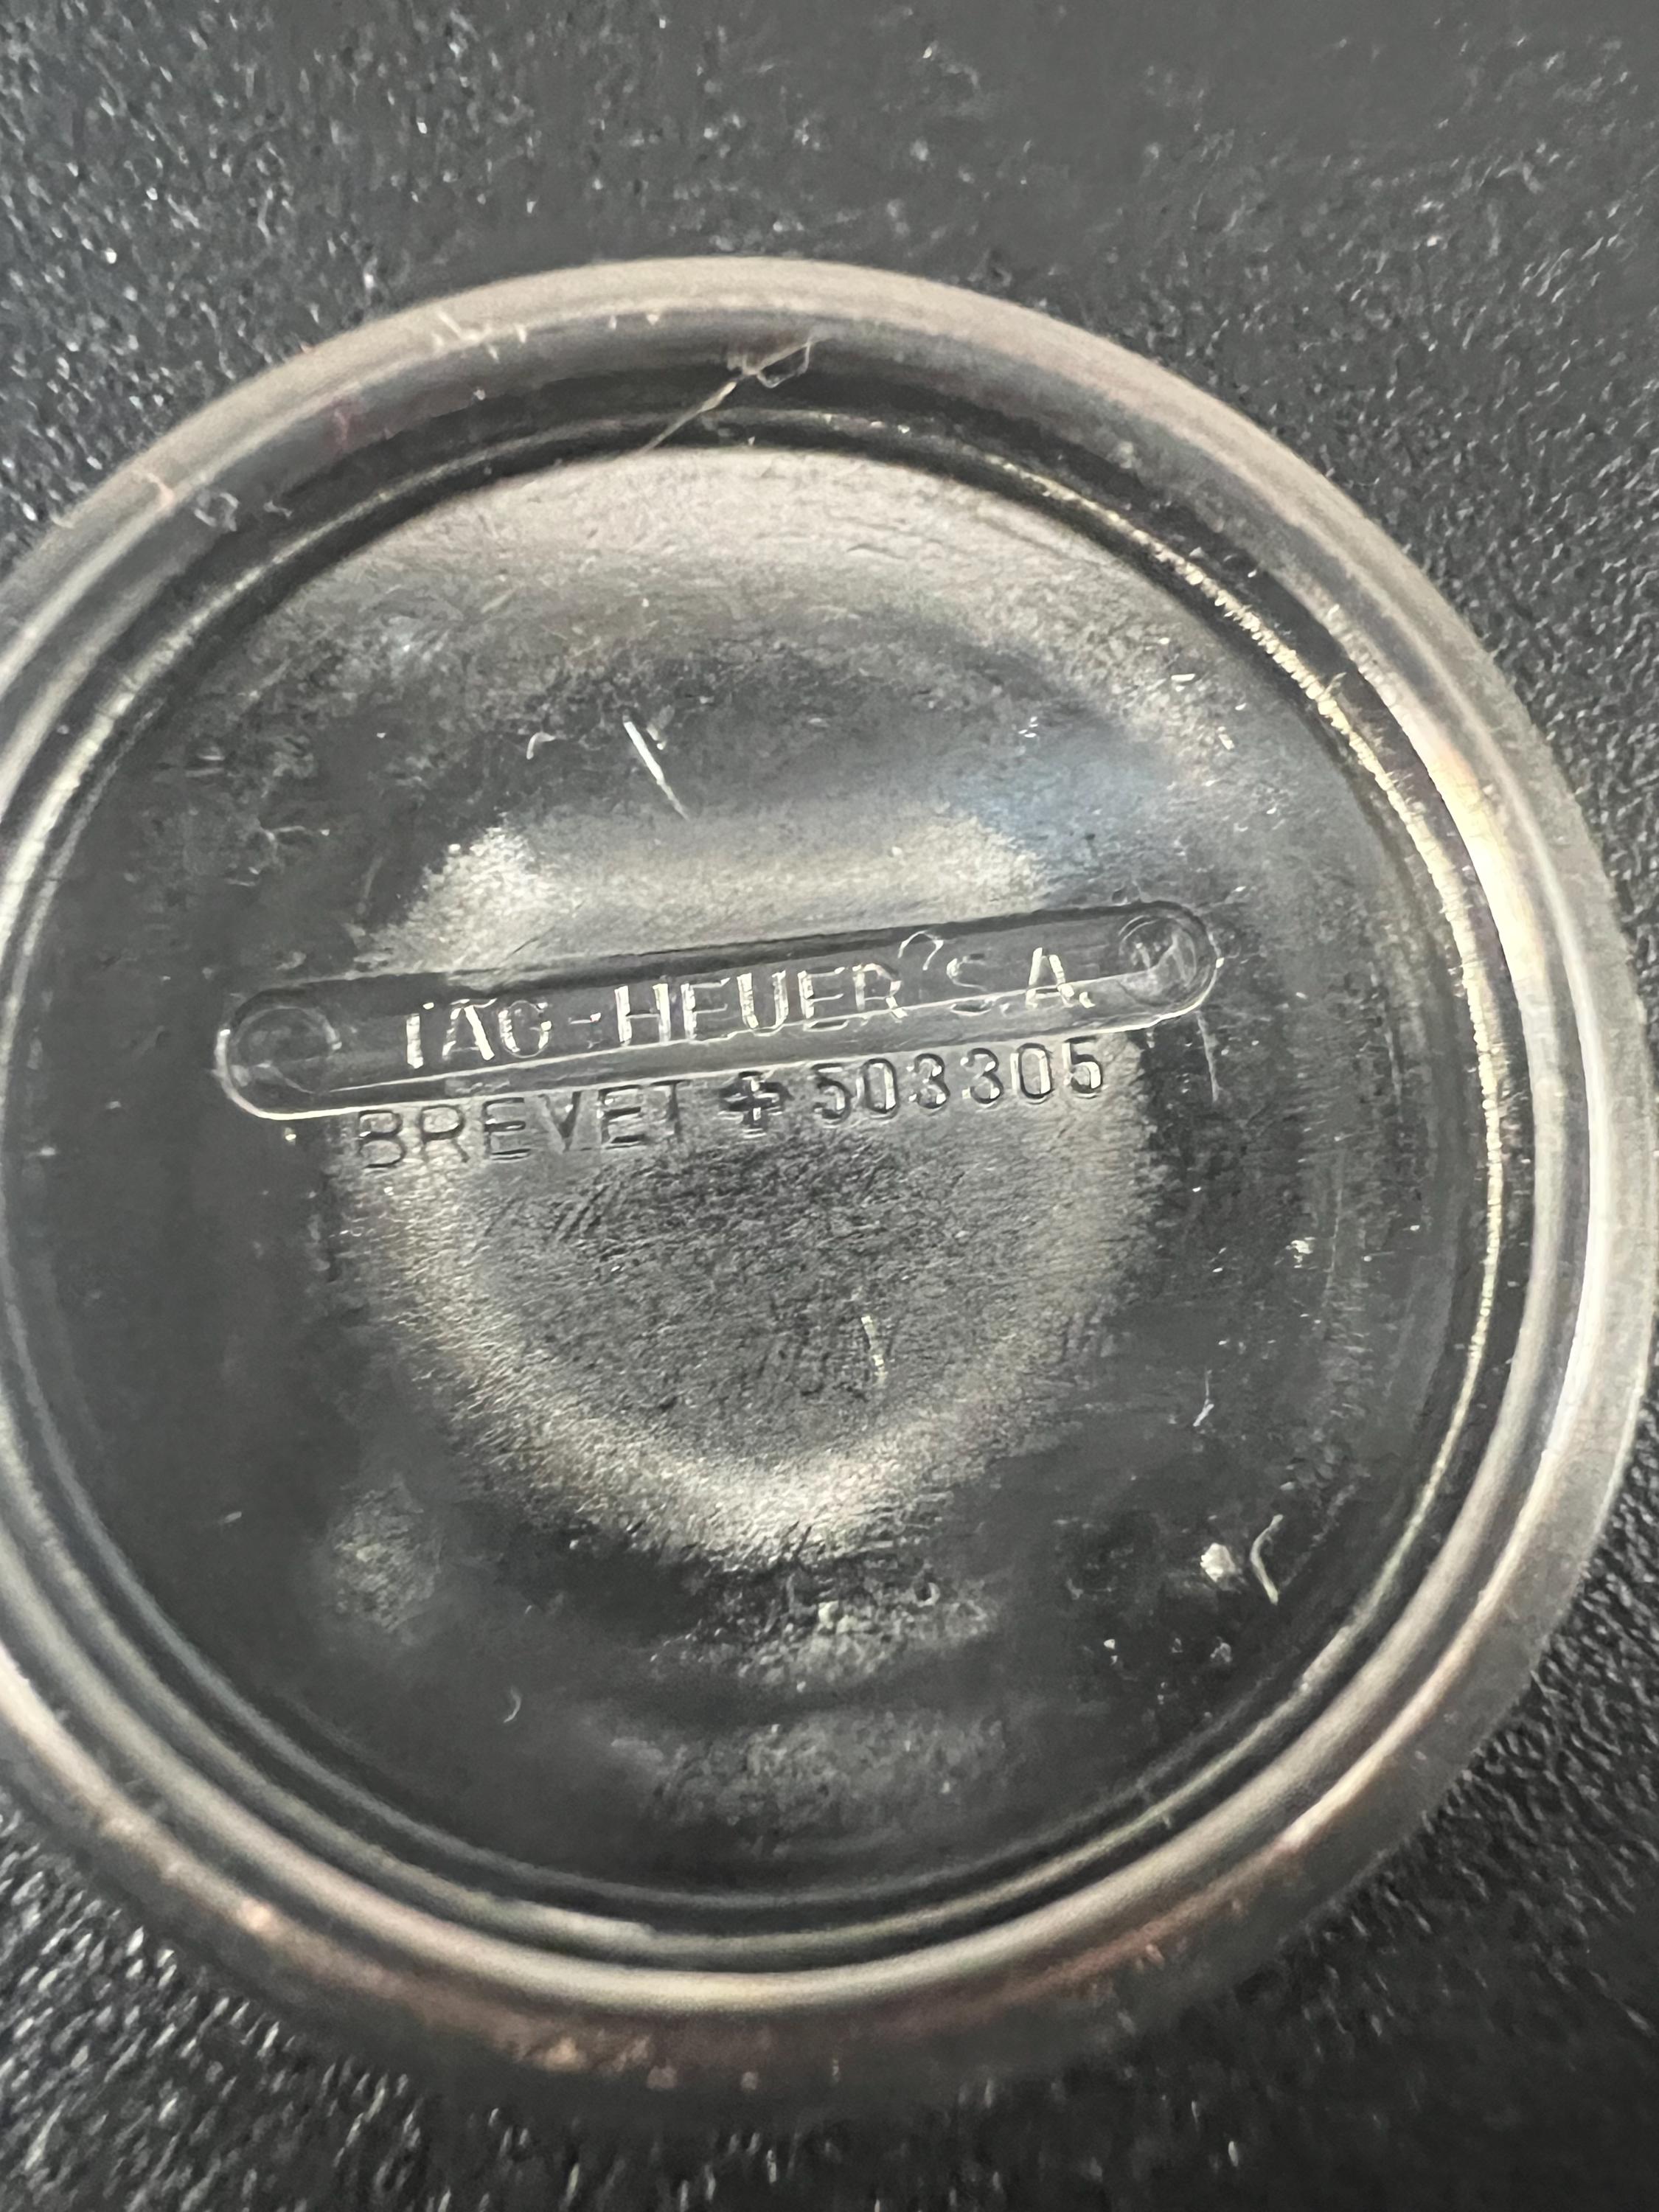 TAG-HEUER S.A.
BREVET ✚ 503305